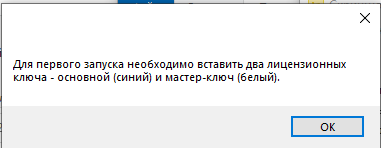 Для первого запуска необходимо вставить два лицензионных
ключа - основной (синий) и мастер-ключ (белый).
OK